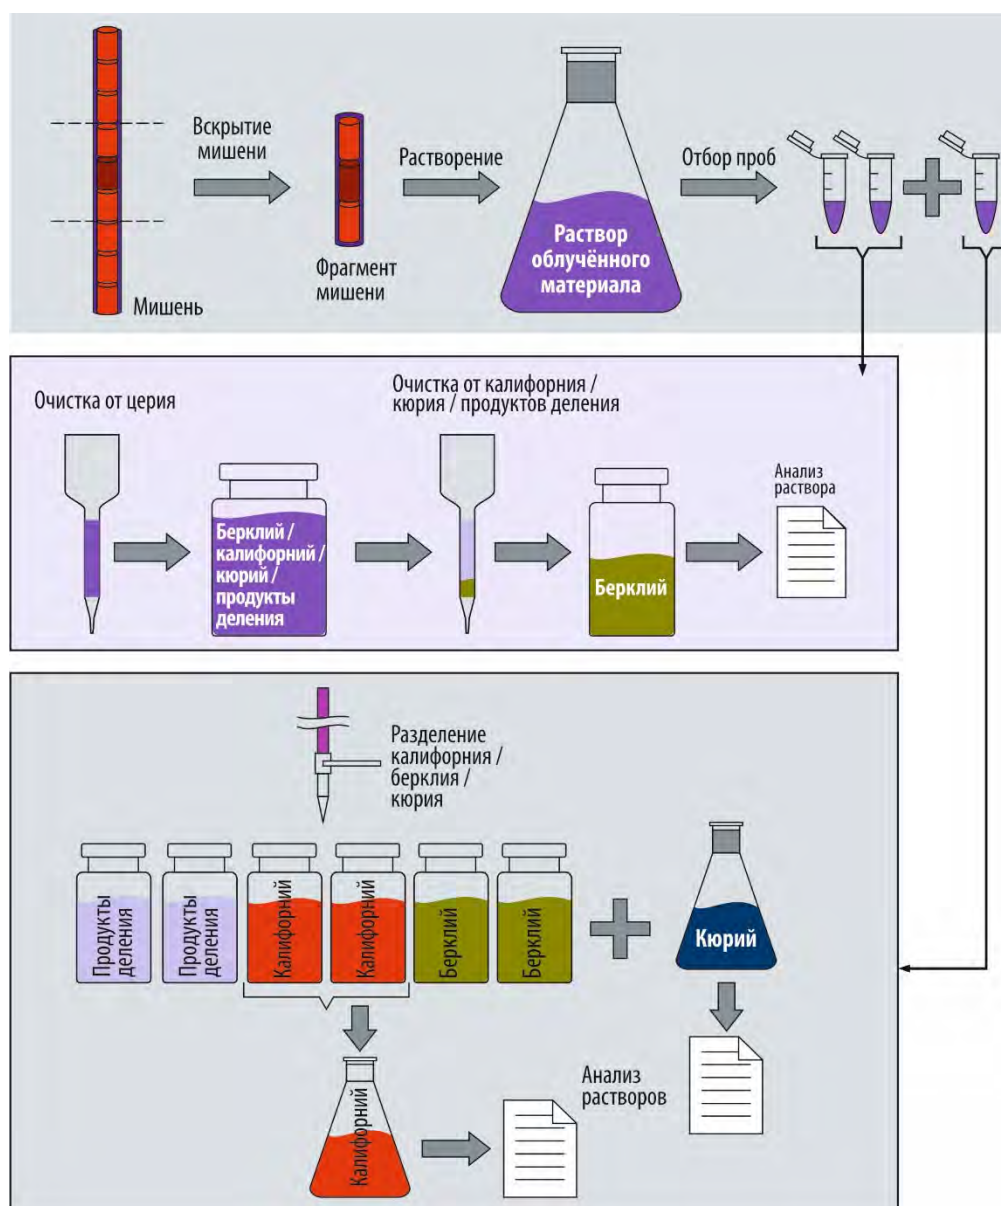 Вскрытие
мишени
Мишень
Фрагмент
мишени
Растворение
Раствор
облучённого
материала
Отбор проб
Очистка от церия
Берклий /
калифорний /
кюрий /
продукты
деления
Очистка от калифорния /
кюрия / продуктов деления
Берклий
Анализ
раствора
Разделение
калифорния /
берклия /
кюрия
Продукты
деления
Продукты
деления
Калифорний
Калифорний
Берклий
Берклий
Кюрий
Калифорний
Анализ
растворов